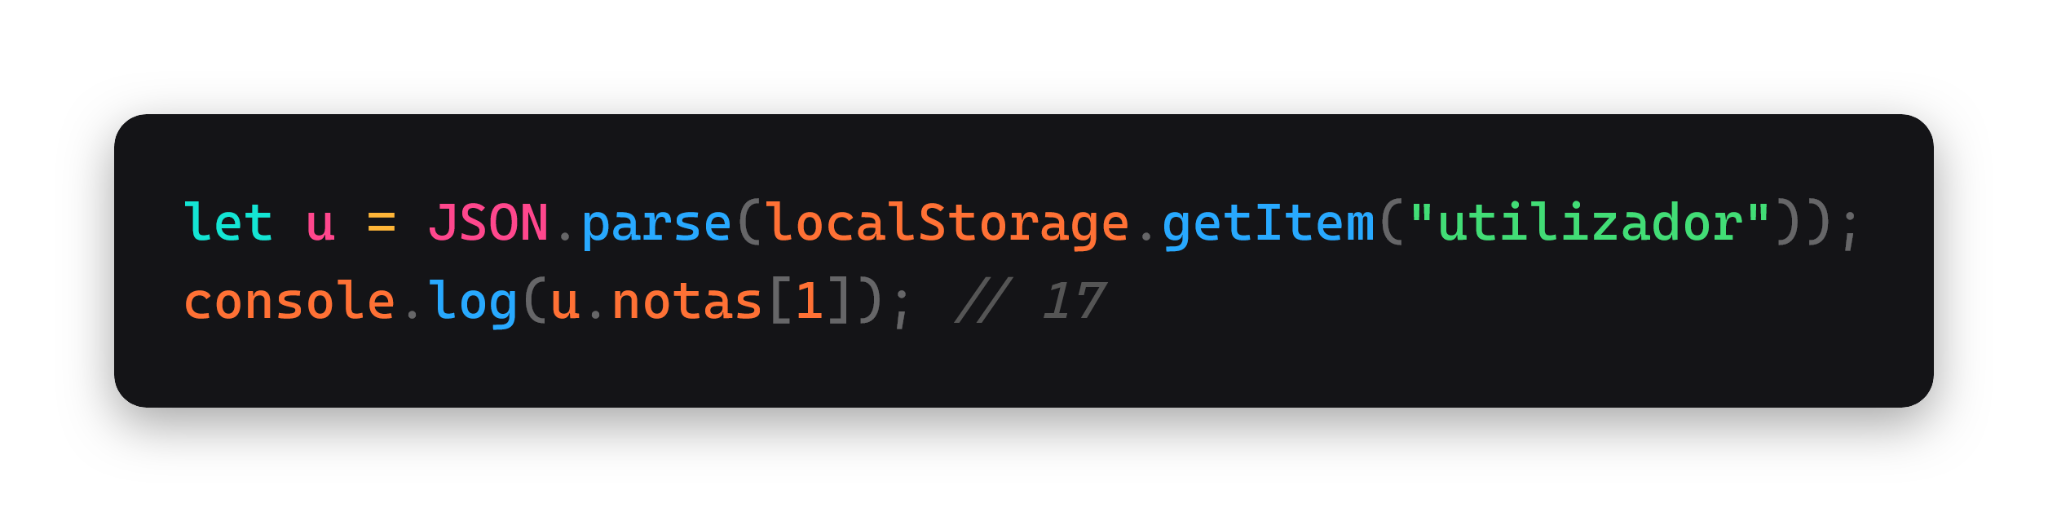 let u = JSON.parse(localStorage.getItem("utilizador"));
console.log(u.notas[1]); // 17